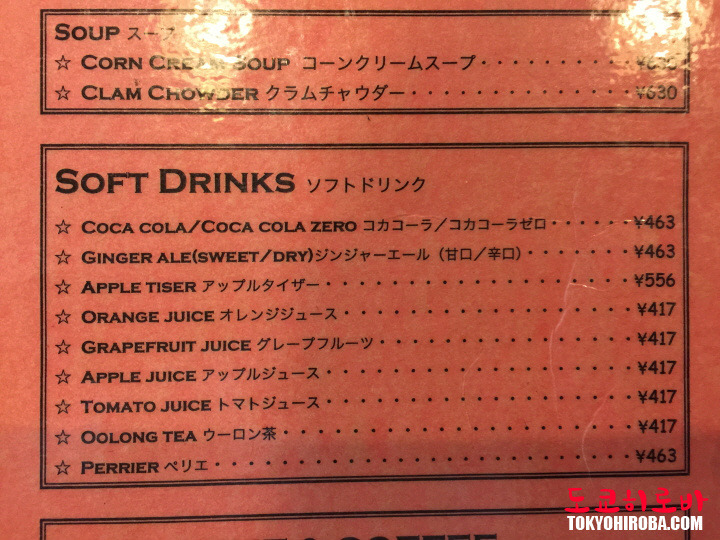 SOUP スープ
☆ CORN CREAM SOUP コーンクリームスープ・・・・・・・・・・¥630
☆ CLAM CHOWDER クラムチャウダー・・・・・・・・・・・・・・¥630
SOFT DRINKS ソフトドリンク
☆ COCA COLA/COCA COLA ZERO コカコーラ／コカコーラゼロ・・・・・・¥463
☆ GINGER ALE(SWEET/DRY)ジンジャーエール（甘口／辛口）・・・・・・・・¥463
☆ APPLE TISER アップルタイザー・・・・・・・・・・・・・・・・・・・¥556
☆ ORANGE JUICE オレンジジュース・・・・・・・・・・・・・・・・・・¥417
☆ GRAPEFRUIT JUICE グレープフルーツ・・・・・・・・・・・・・・・・¥417
☆ APPLE JUICE アップルジュース・・・・・・・・・・・・・・・・・・・¥417
☆ TOMATO JUICE トマトジュース・・・・・・・・・・・・・・・・・・・¥417
☆ OOLONG TEA ウーロン茶・・・・・・・・・・・・・・・・・・・・・¥417
☆ PERRIER ペリエ・・・・・・・・・・・・・・・・・・・・・・・・・¥463
도쿄히로바
TOKYOHIROBA.COM